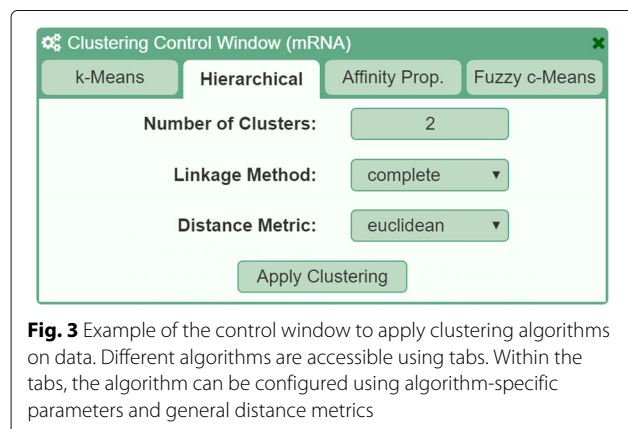 Clustering Control Window (mRNA)
k-Means Hierarchical Affinity Prop. Fuzzy c-Means
Number of Clusters: 2
Linkage Method: complete
Distance Metric: euclidean
Apply Clustering
Fig. 3 Example of the control window to apply clustering algorithms
on data. Different algorithms are accessible using tabs. Within the
tabs, the algorithm can be configured using algorithm-specific
parameters and general distance metrics